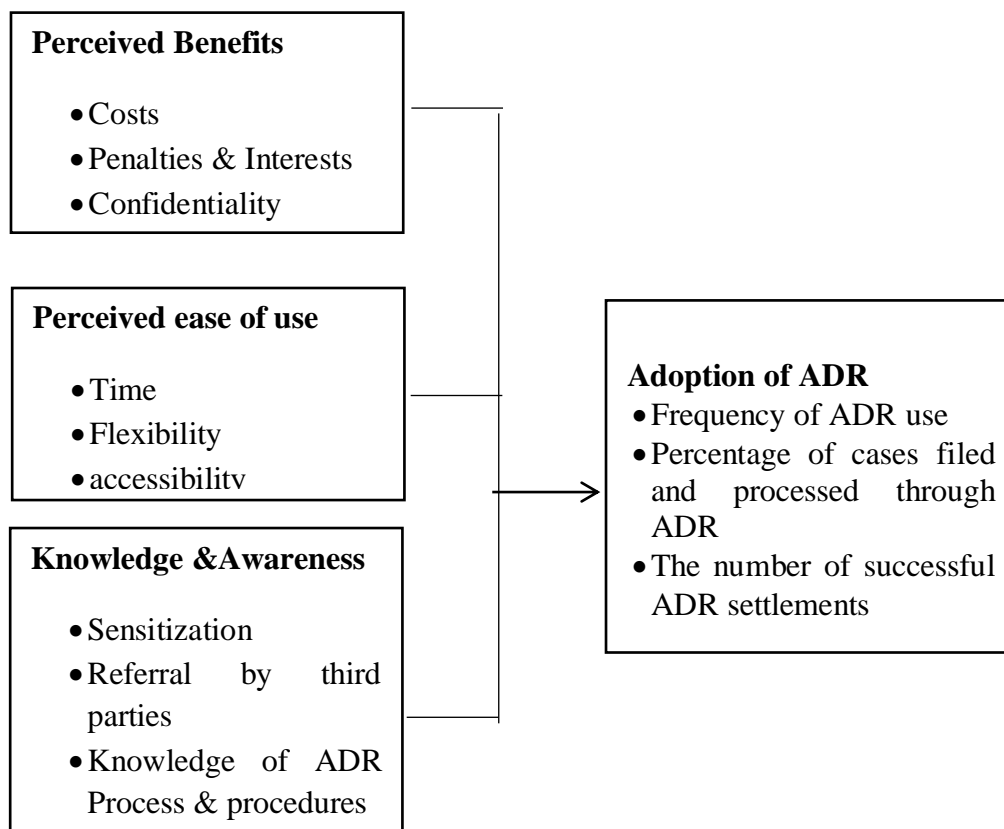 Perceived Benefits
•Costs
•Penalties & Interests
•Confidentiality
Perceived ease of use
•Time
•Flexibility
•accessibility
Knowledge &Awareness
•Sensitization
•Referral by third
parties
•Knowledge of ADR
Process & procedures
Adoption of ADR
•Frequency of ADR use
•Percentage of cases filed
and processed through
ADR
•The number of successful
ADR settlements